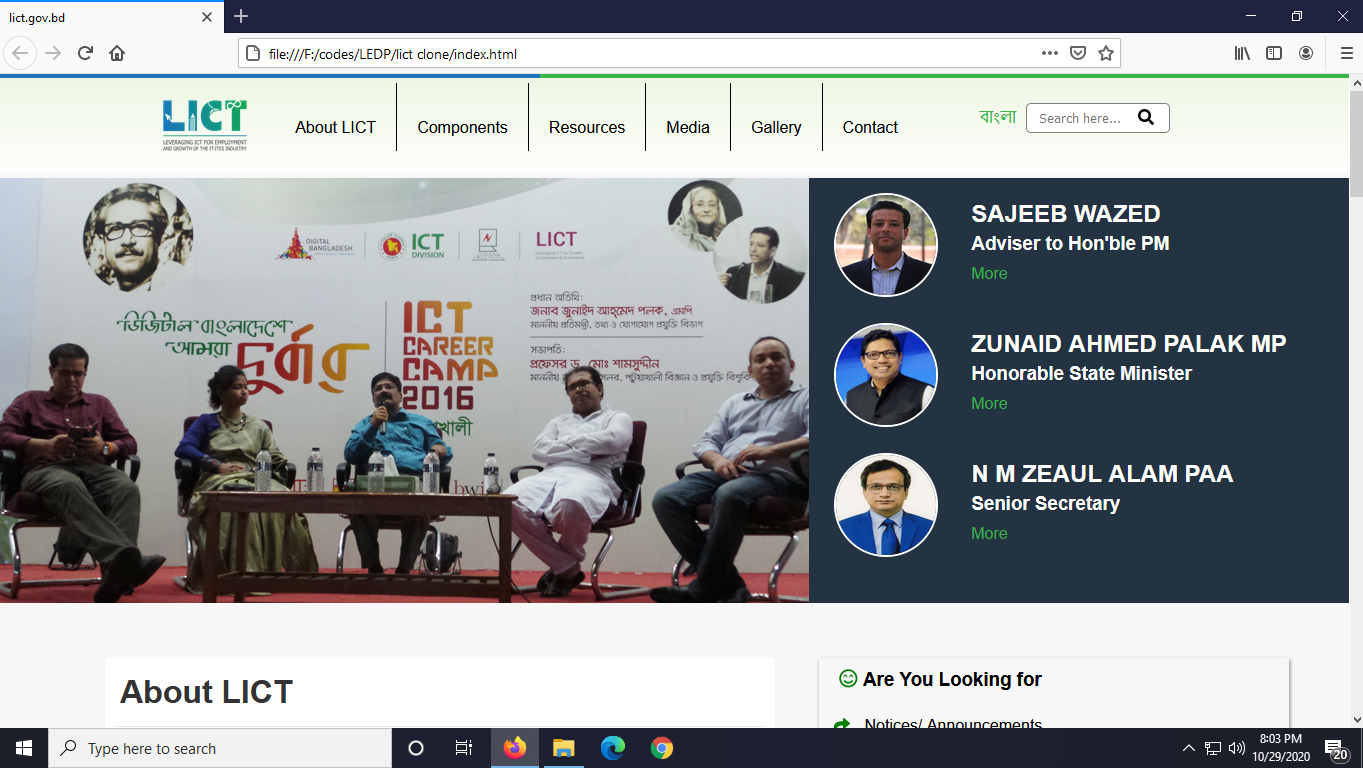 lict.gov.bd
file:///F:/codes/LEDP/lict clone/index.html
LICT
LEVERAGING ICT FOR EMPLOYMENT
AND GROWTH OF THE IT-ITES INDUSTRY
About LICT
Components
Resources
Media
Gallery
Contact
বাংলা
Search here...
DIGITAL
BANGLADESH
ICT
DIVISION
LICT
ডিজিটাল বাংলাদেশে
আমরা দুর্বার
ICT
CAREER
CAMP
2016
প্রধান অতিথি:
জনাব জুনাইদ আহ্‌মেদ পলক, এমপি
মাননীয় প্রতিমন্ত্রী, তথ্য ও যোগাযোগ প্রযুক্তি বিভাগ
সভাপতি:
প্রফেসর ড. মোঃ শামসুদ্দীন
মাননীয় পটুয়াখালী বিজ্ঞান ও প্রযুক্তি
SAJEEB WAZED
Adviser to Hon'ble PM
More
ZUNAID AHMED PALAK MP
Honorable State Minister
More
N M ZEAUL ALAM PAA
Senior Secretary
More
About LICT
Are You Looking for
Notices/ Announcements
Type here to search
8:03 PM
10/29/2020
20